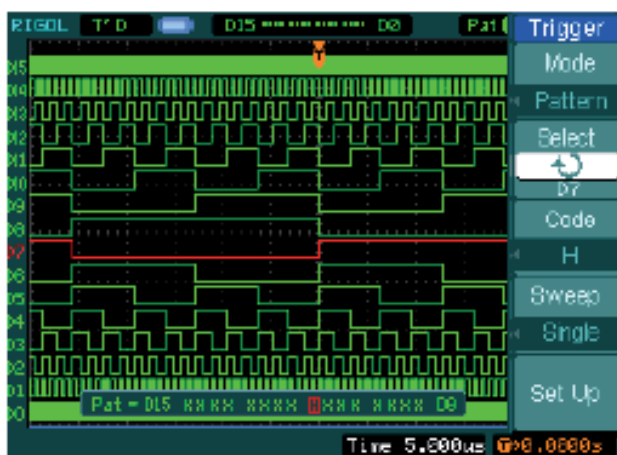 RIGOL T'D D15 D0 Pat
T
Trigger
Mode
Pattern
Select
D7
Code
H
Sweep
Single
Set Up
D15
D14
D13
D12
D11
D10
D9
D8
D7
D6
D5
D4
D3
D2
D1
D0
Pat = D15 XXXX XXXX HXXX XXXX D0
Time 5.000us T→0.0000s